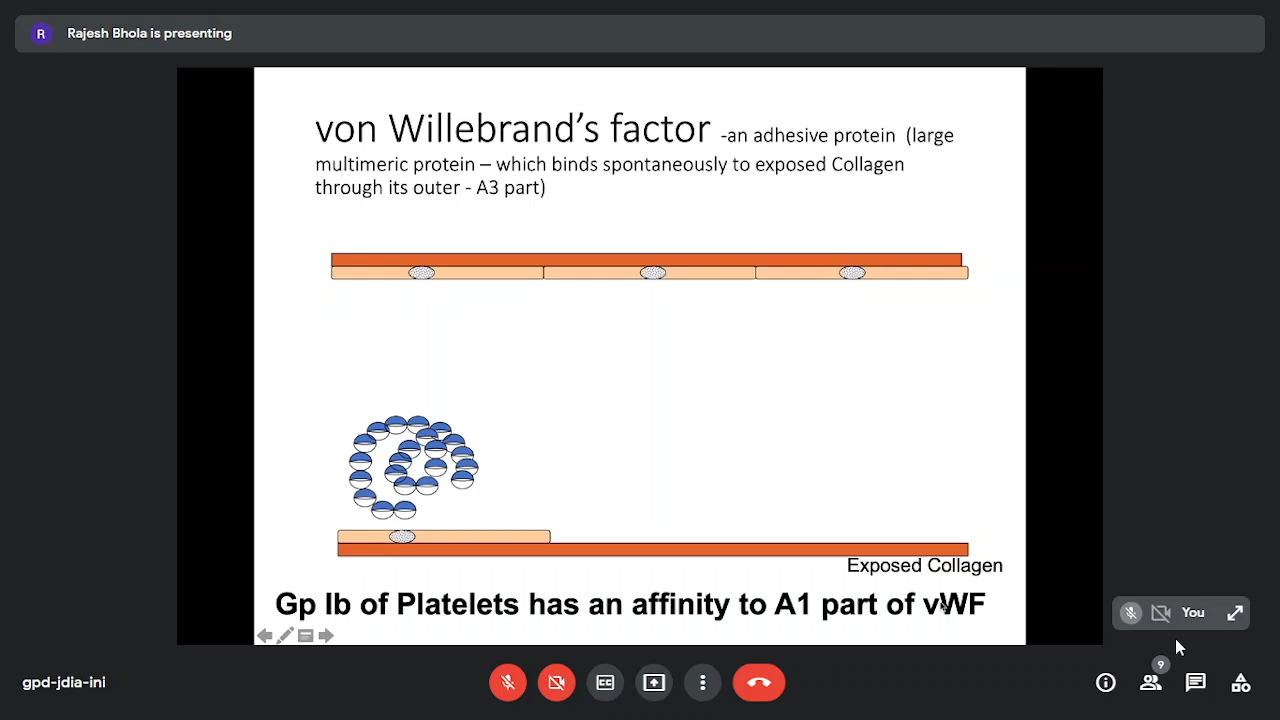 R
Rajesh Bhola is presenting
von Willebrand's factor -an adhesive protein (large
multimeric protein – which binds spontaneously to exposed Collagen
through its outer - A3 part)
Exposed Collagen
Gp Ib of Platelets has an affinity to A1 part of vWF
You
9
gpd-jdia-ini
CC